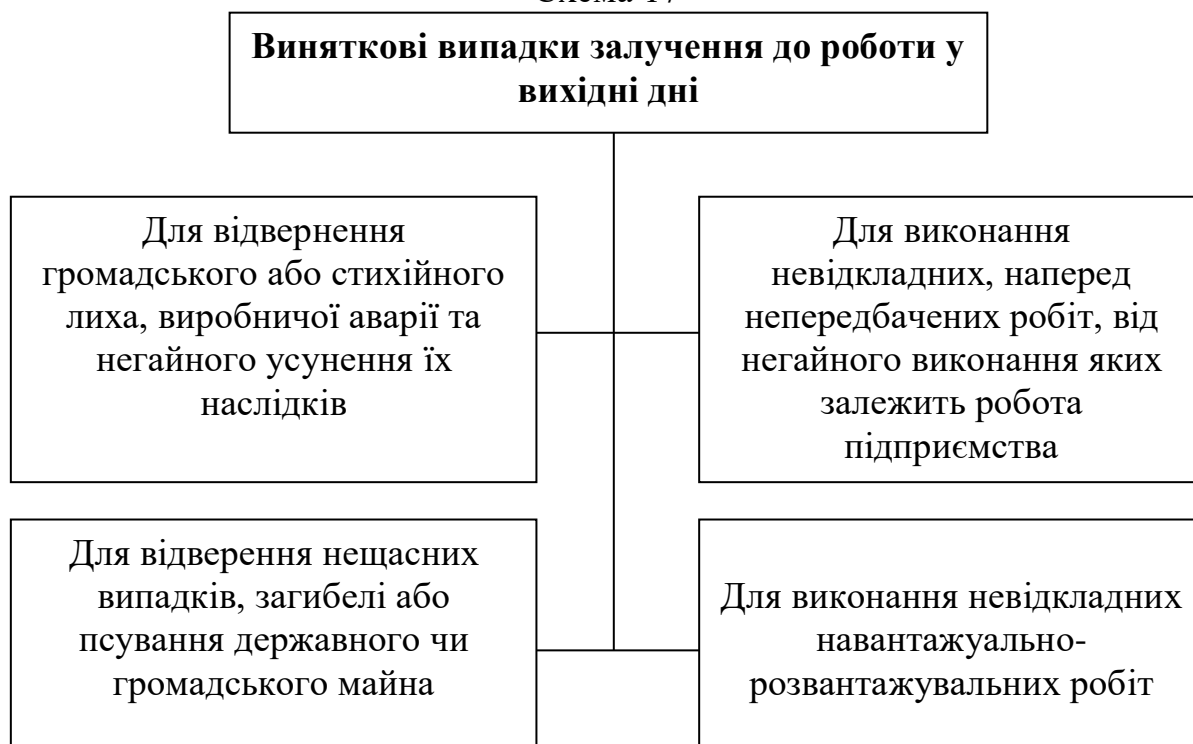 Виняткові випадки залучення до роботи у
вихідні дні
Для відвернення
громадського або стихійного
лиха, виробничої аварії та
негайного усунення їх
наслідків
Для виконання
невідкладних, наперед
непередбачених робіт, від
негайного виконання яких
залежить робота
підприємства
Для відверення нещасних
випадків, загибелі або
псування державного чи
громадського майна
Для виконання невідкладних
навантажуально-
розвантажувальних робіт